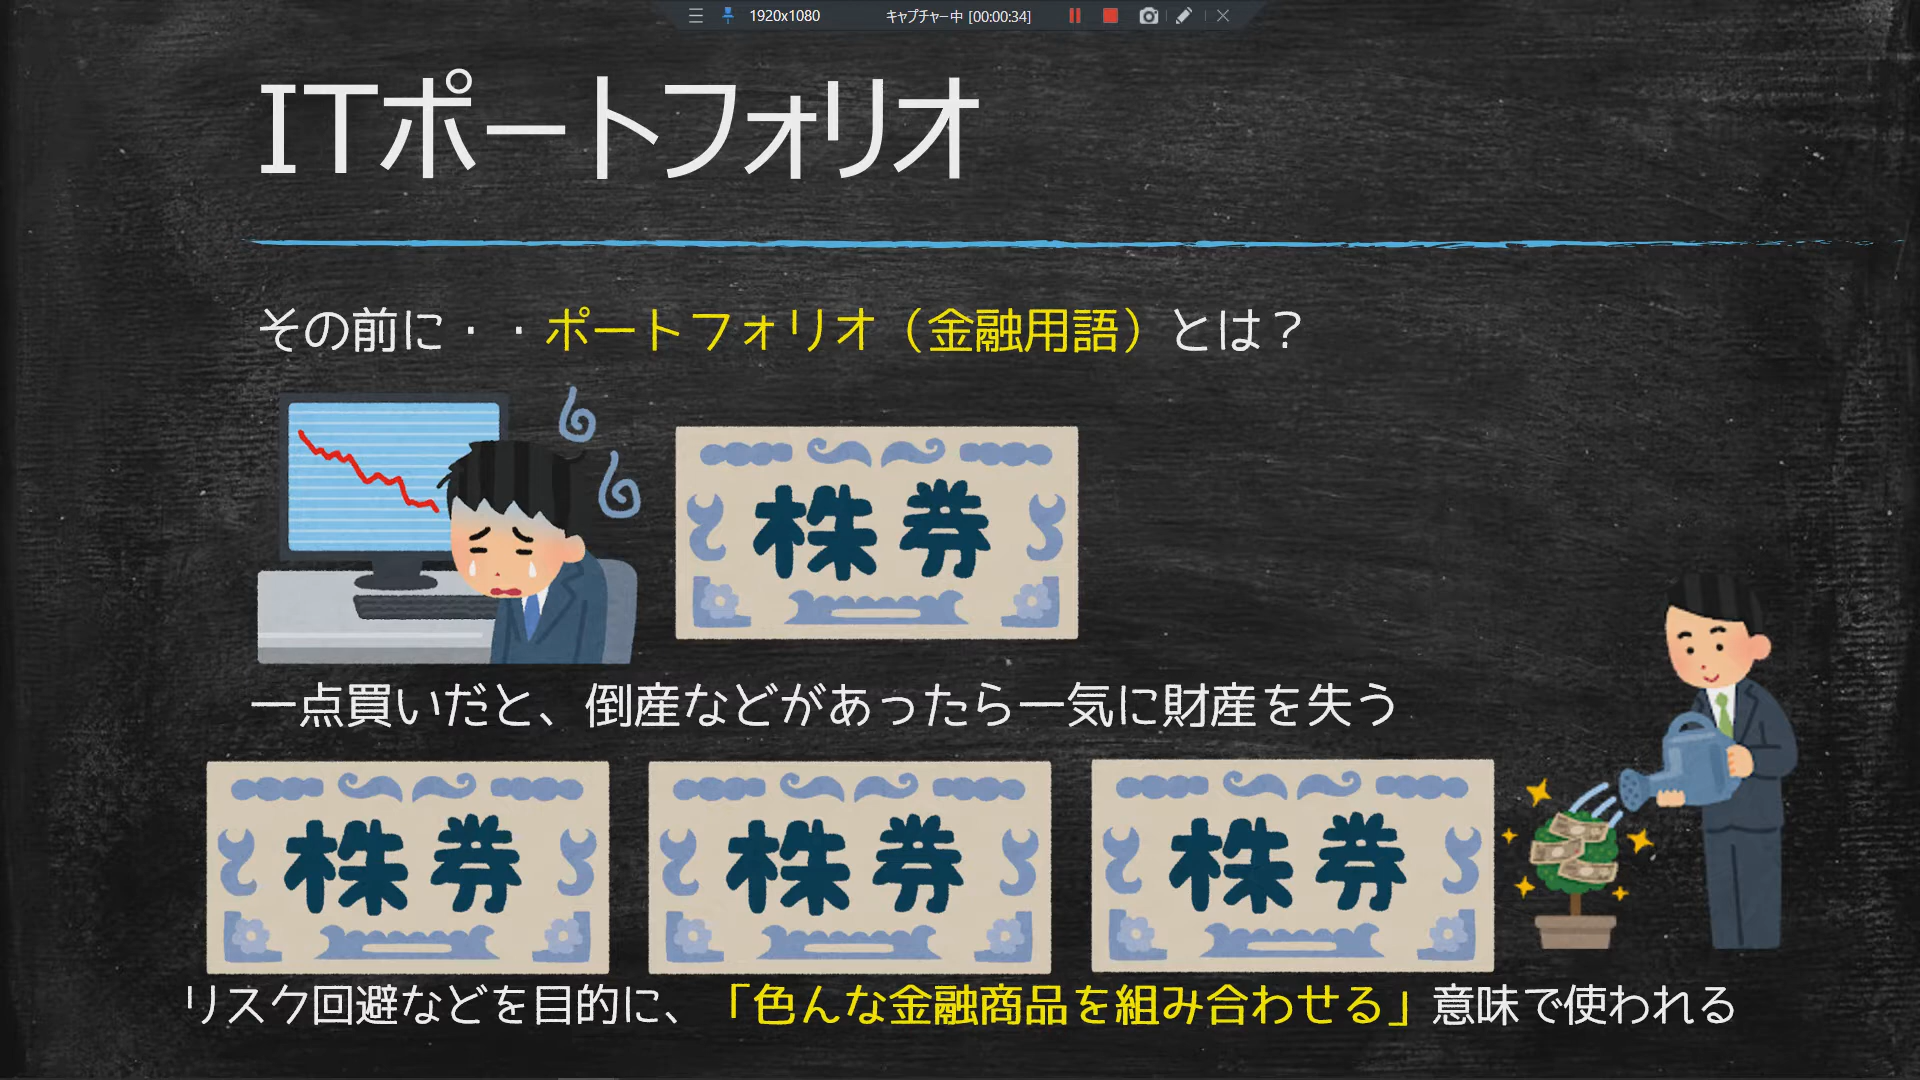 1920x1080 キャプチャー中 [00:00:34]
ITポートフォリオ
その前に・・ポートフォリオ（金融用語）とは？
株券
一点買いだと、倒産などがあったら一気に財産を失う
株券 株券 株券
リスク回避などを目的に、「色んな金融商品を組み合わせる」意味で使われる